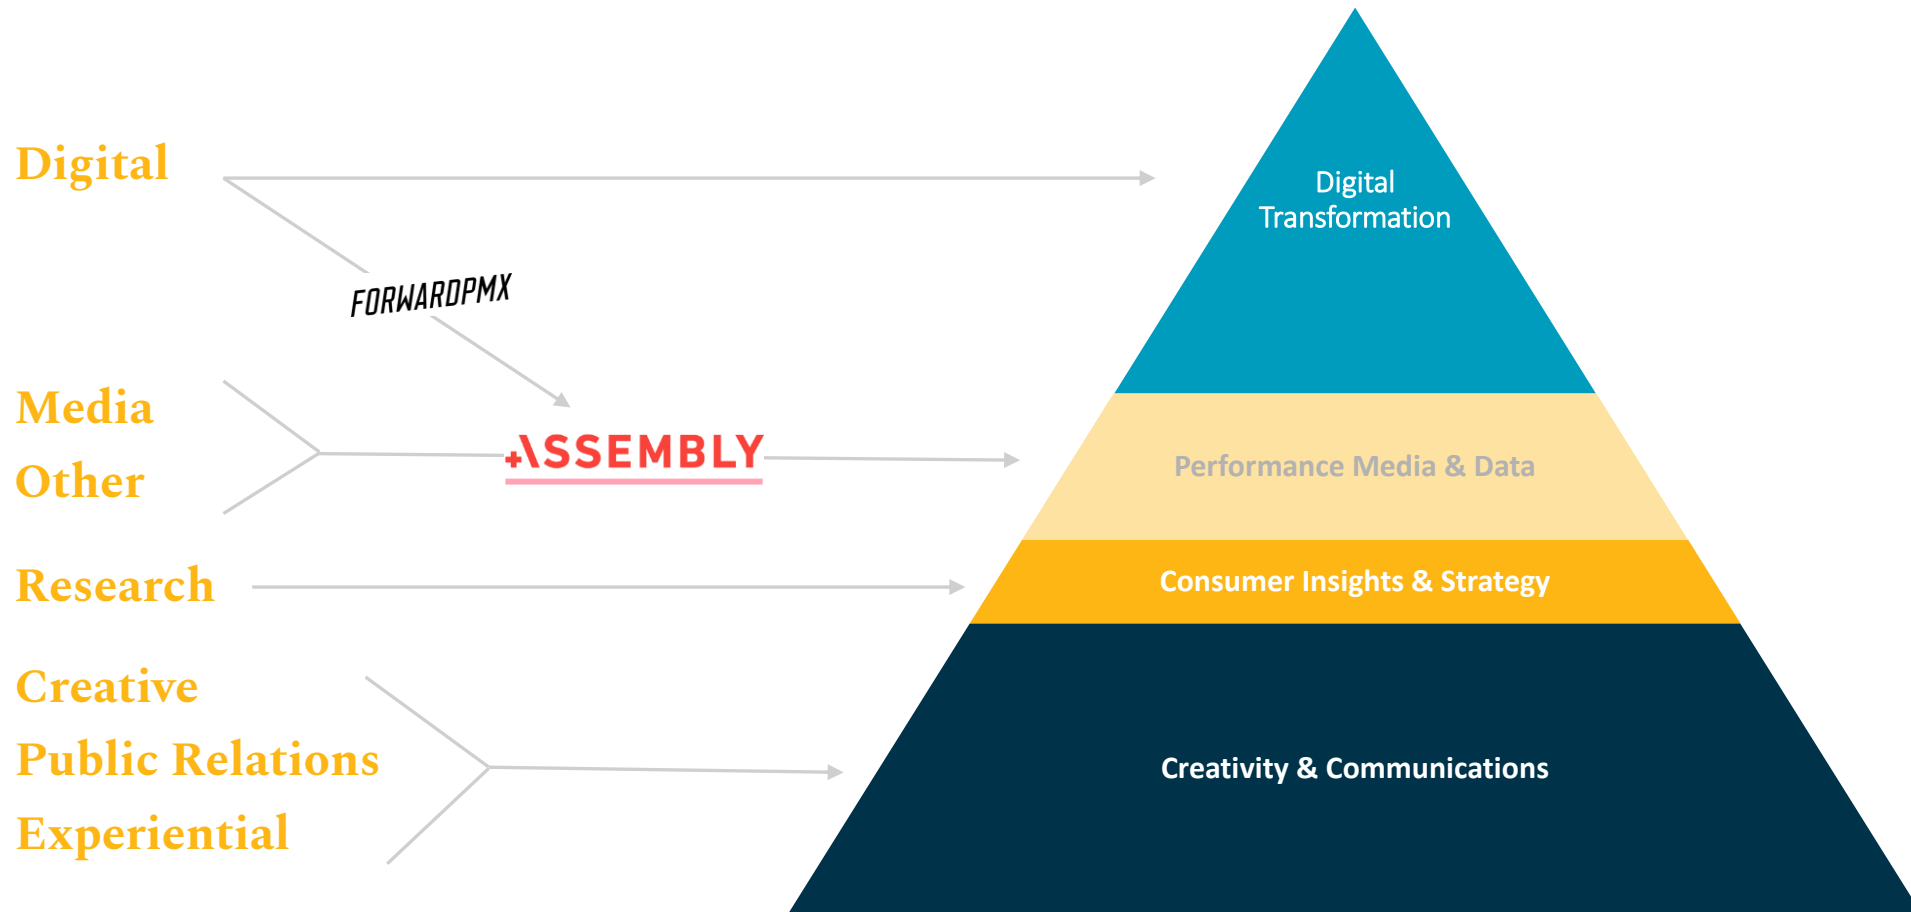 Digital
Digital
Transformation
FORWARDPMX
Media
Other
ASSEMBLY
Performance Media & Data
Research
Consumer Insights & Strategy
Creative
Public Relations
Experiential
Creativity & Communications